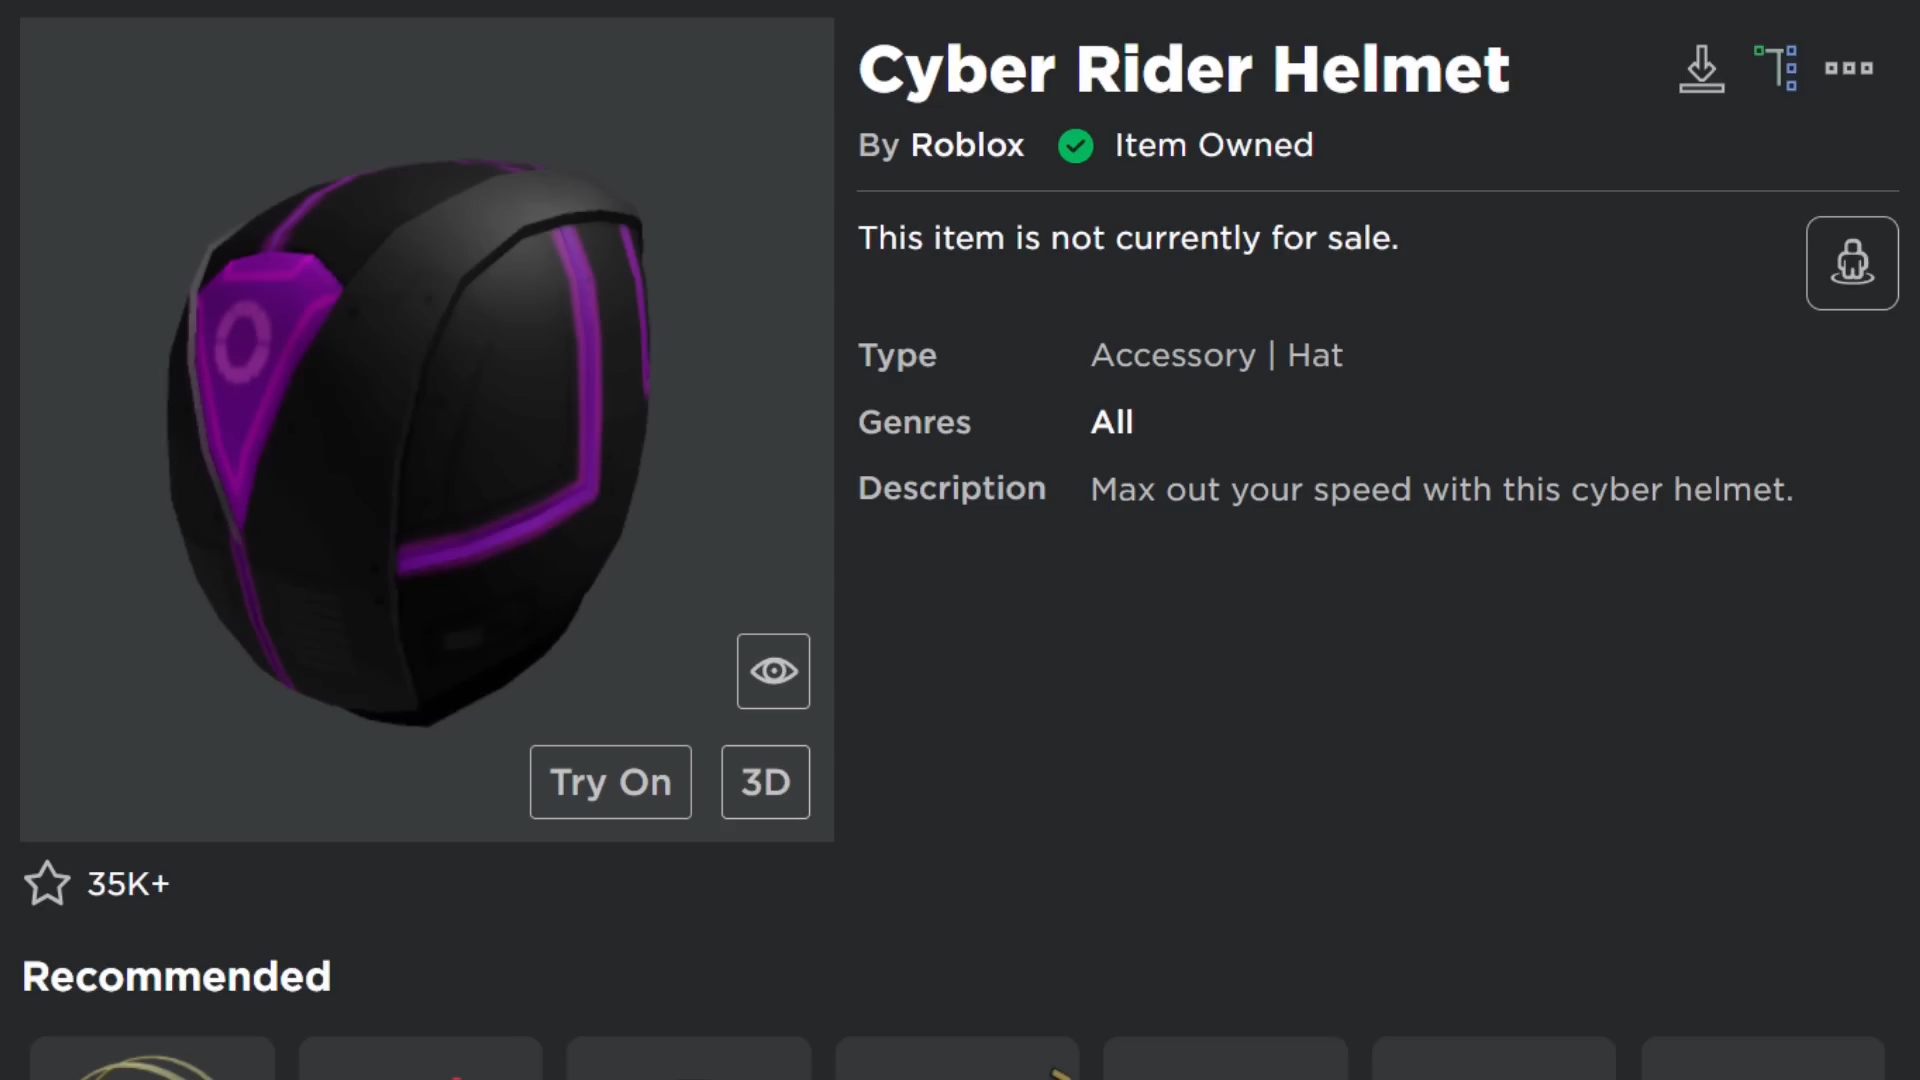 Cyber Rider Helmet
By Roblox Item Owned
This item is not currently for sale.
Type Accessory | Hat
Genres All
Description Max out your speed with this cyber helmet.
Try On 3D
35K+
Recommended